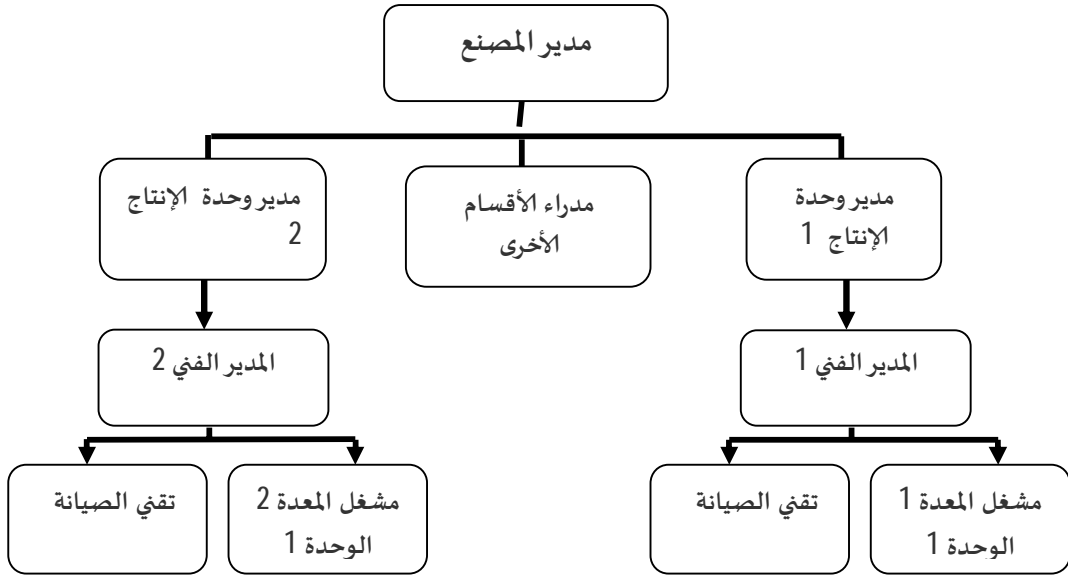 مدير المصنع
مدير وحدة
الإنتاج 1
مدراء الأقسام
الأخرى
مدير وحدة الإنتاج
2
المدير الفني 1
المدير الفني 2
مشغل المعدة 1
الوحدة 1
تقني الصيانة
مشغل المعدة 2
الوحدة 1
تقني الصيانة